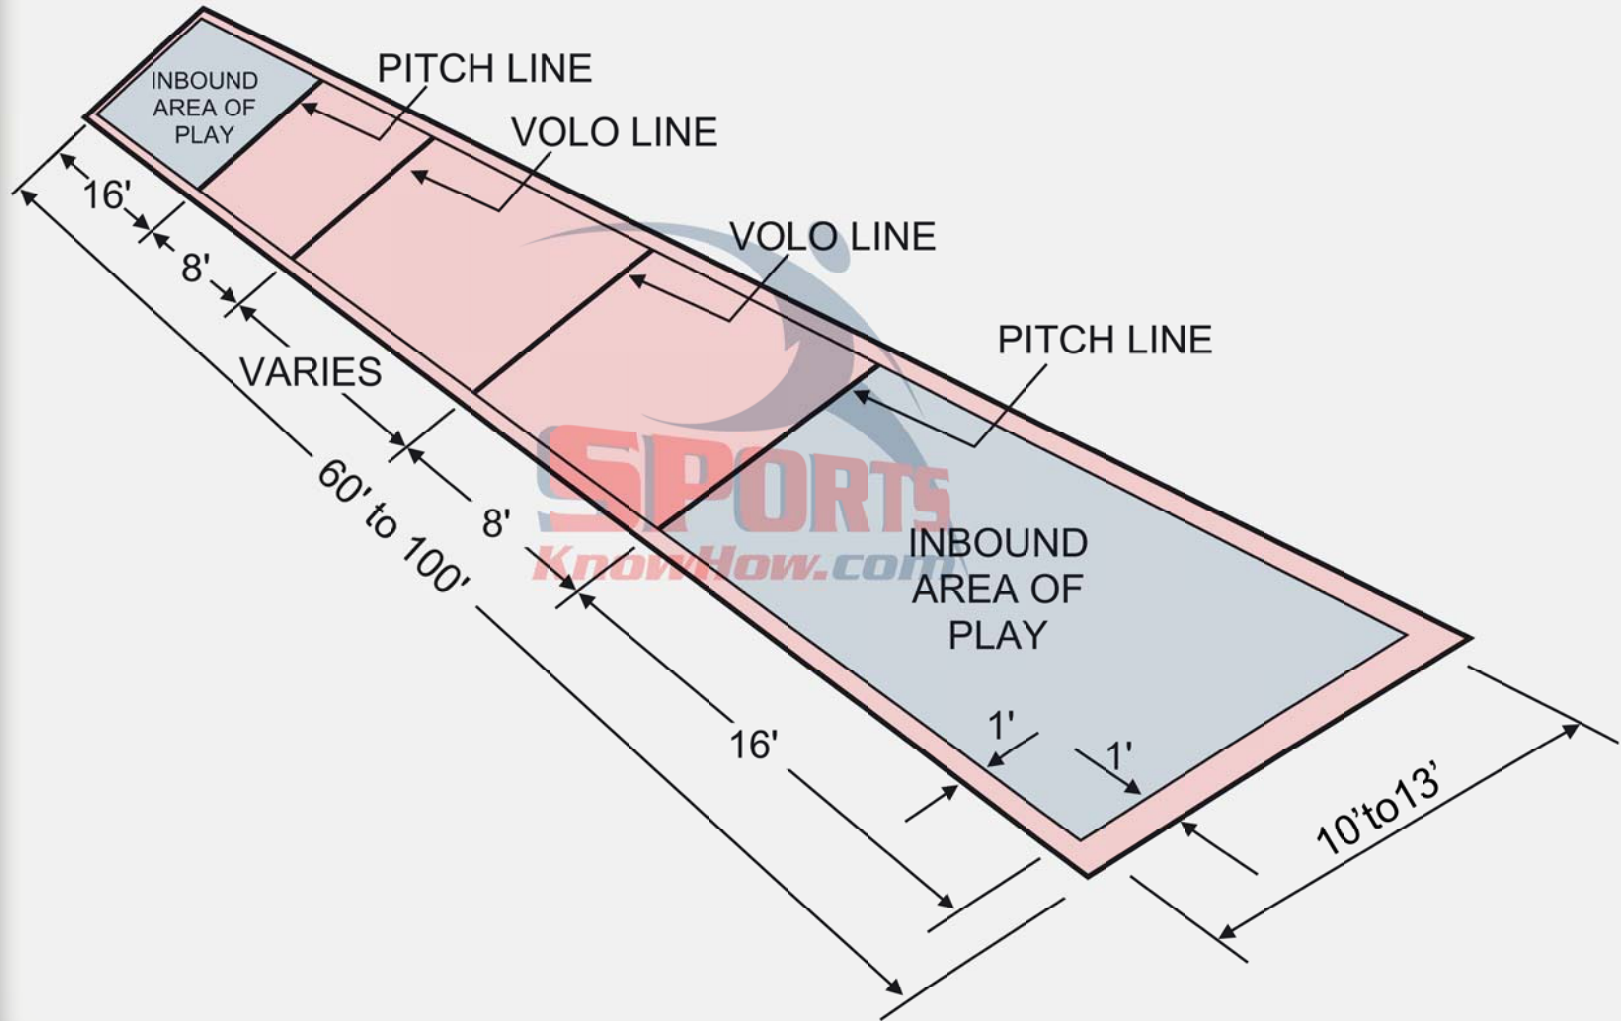 INBOUND
AREA OF
PLAY
PITCH LINE
VOLO LINE
VOLO LINE
PITCH LINE
16'
8'
VARIES
8'
60' to 100'
16'
SPORTS
KnowHow.com
INBOUND
AREA OF
PLAY
1'
1'
10’to13’